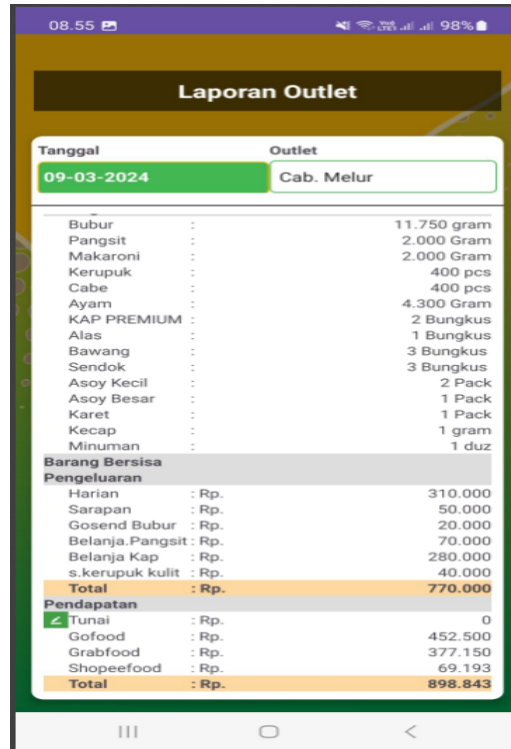 08.55 98%
Laporan Outlet
Tanggal Outlet
09-03-2024 Cab. Melur
Bubur : 11.750 gram
Pangsit : 2.000 Gram
Makaroni : 2.000 Gram
Kerupuk : 400 pcs
Cabe : 400 pcs
Ayam : 4.300 Gram
KAP PREMIUM : 2 Bungkus
Alas : 1 Bungkus
Bawang : 3 Bungkus
Sendok : 3 Bungkus
Asoy Kecil : 2 Pack
Asoy Besar : 1 Pack
Karet : 1 Pack
Kecap : 1 gram
Minuman : 1 duz
Barang Bersisa
Pengeluaran
Harian : Rp. 310.000
Sarapan : Rp. 50.000
Gosend Bubur : Rp. 20.000
Belanja.Pangsit : Rp. 70.000
Belanja Kap : Rp. 280.000
s.kerupuk kulit : Rp. 40.000
Total : Rp. 770.000
Pendapatan
Tunai : Rp. 0
Gofood : Rp. 452.500
Grabfood : Rp. 377.150
Shopeefood : Rp. 69.193
Total : Rp. 898.843